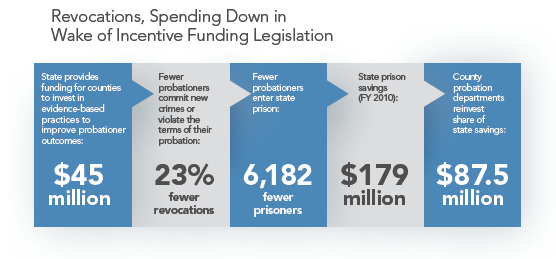 Revocations, Spending Down in
Wake of Incentive Funding Legislation
State provides
funding for counties
to invest in
evidence-based
practices to
improve probationer
outcomes:
$45
million
Fewer
probationers
commit new
crimes or
violate the
terms of their
probation:
23%
fewer
revocations
Fewer
probationers
enter state
prison:
6,182
fewer
prisoners
State prison
savings
(FY 2010):
$179
million
County
probation
departments
reinvest
share of
state savings:
$87.5
million